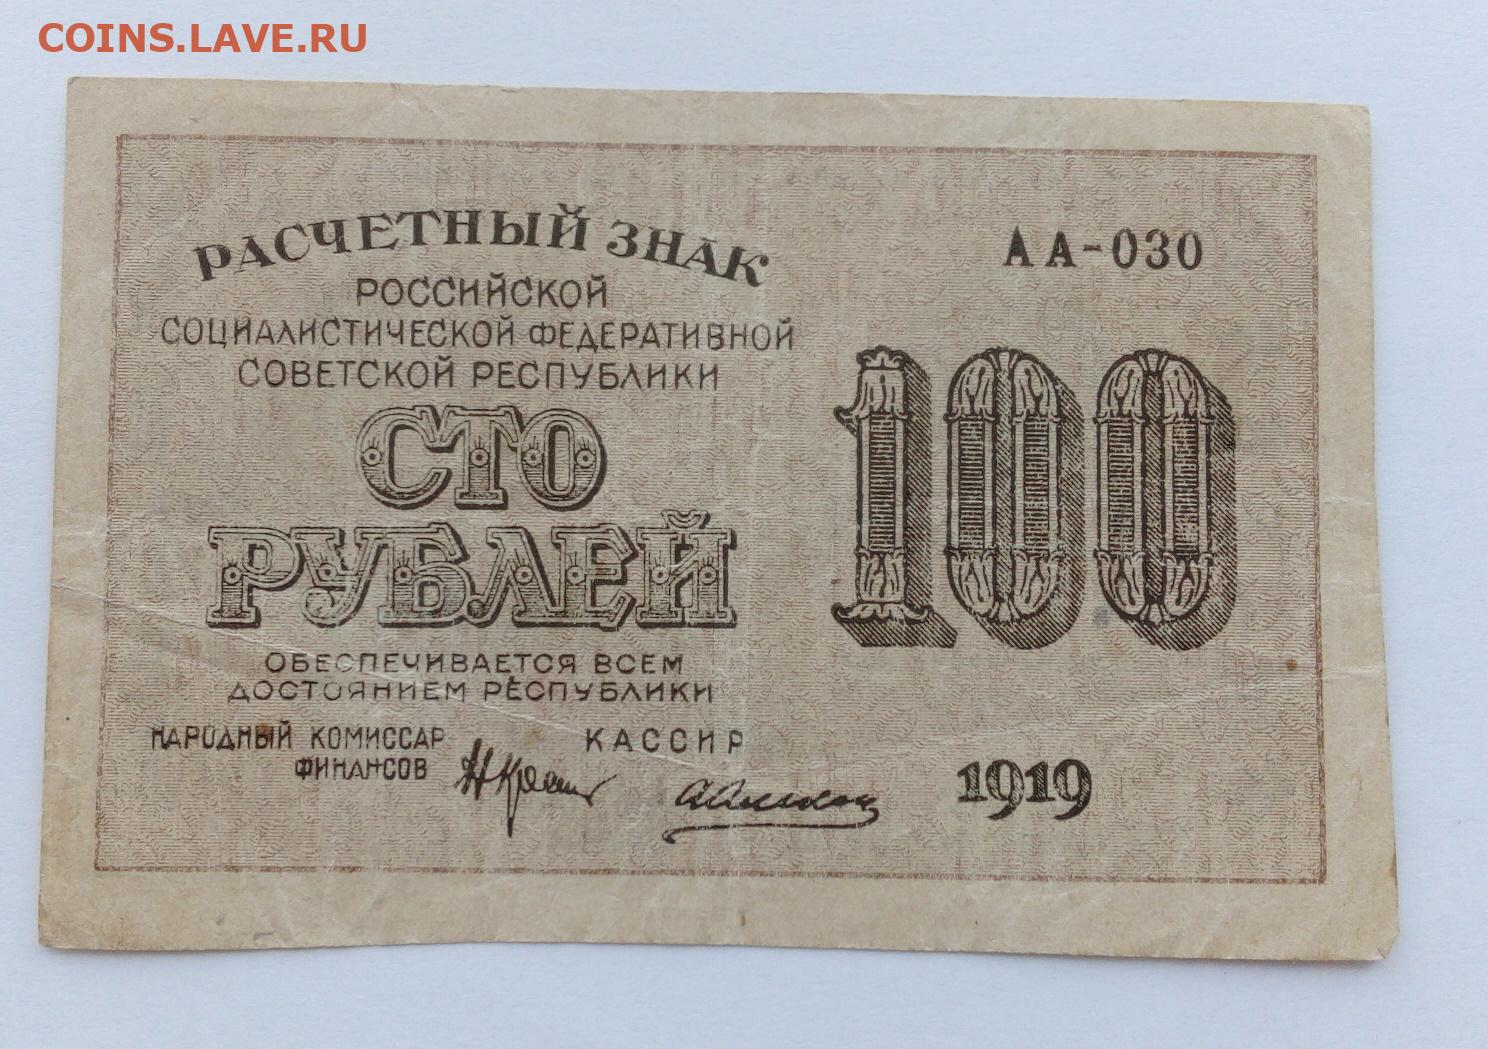 COINS.LAVE.RU
РАСЧЕТНЫЙ ЗНАК
РОССИЙСКОЙ
СОЦИАЛИСТИЧЕСКОЙ ФЕДЕРАТИВНОЙ
СОВЕТСКОЙ РЕСПУБЛИКИ
СТО
РУБЛЕЙ
ОБЕСПЕЧИВАЕТСЯ ВСЕМ
ДОСТОЯНИЕМ РЕСПУБЛИКИ
НАРОДНЫЙ КОМИССАР
ФИНАНСОВ
КАССИР
АА-030
100
1919